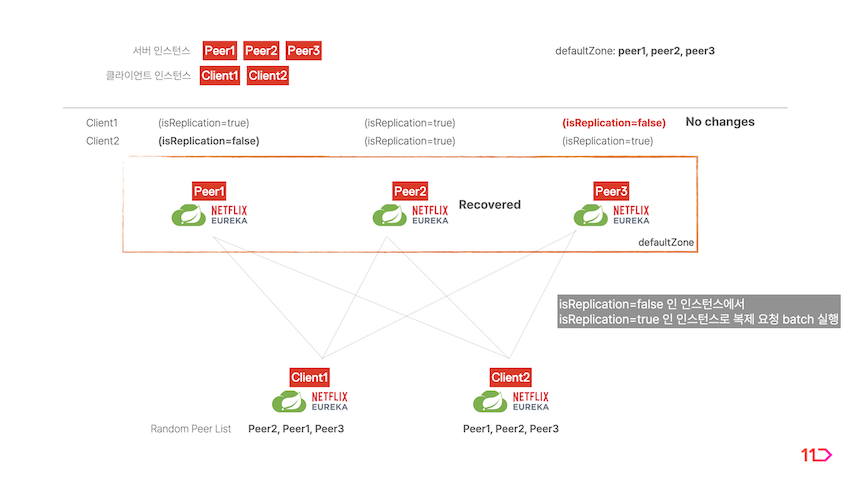 서버 인스턴스 Peer1 Peer2 Peer3
defaultZone: peer1, peer2, peer3
클라이언트 인스턴스 Client1 Client2
Client1 (isReplication=true) (isReplication=true) (isReplication=false) No changes
Client2 (isReplication=false) (isReplication=true) (isReplication=true)
Peer1 Peer2 Peer3
NETFLIX NETFLIX NETFLIX
EUREKA EUREKA EUREKA
Recovered
defaultZone
isReplication=false 인 인스턴스에서
isReplication=true 인 인스턴스로 복제 요청 batch 실행
Client1 Client2
NETFLIX NETFLIX
EUREKA EUREKA
Random Peer List Peer2, Peer1, Peer3 Peer1, Peer2, Peer3
11